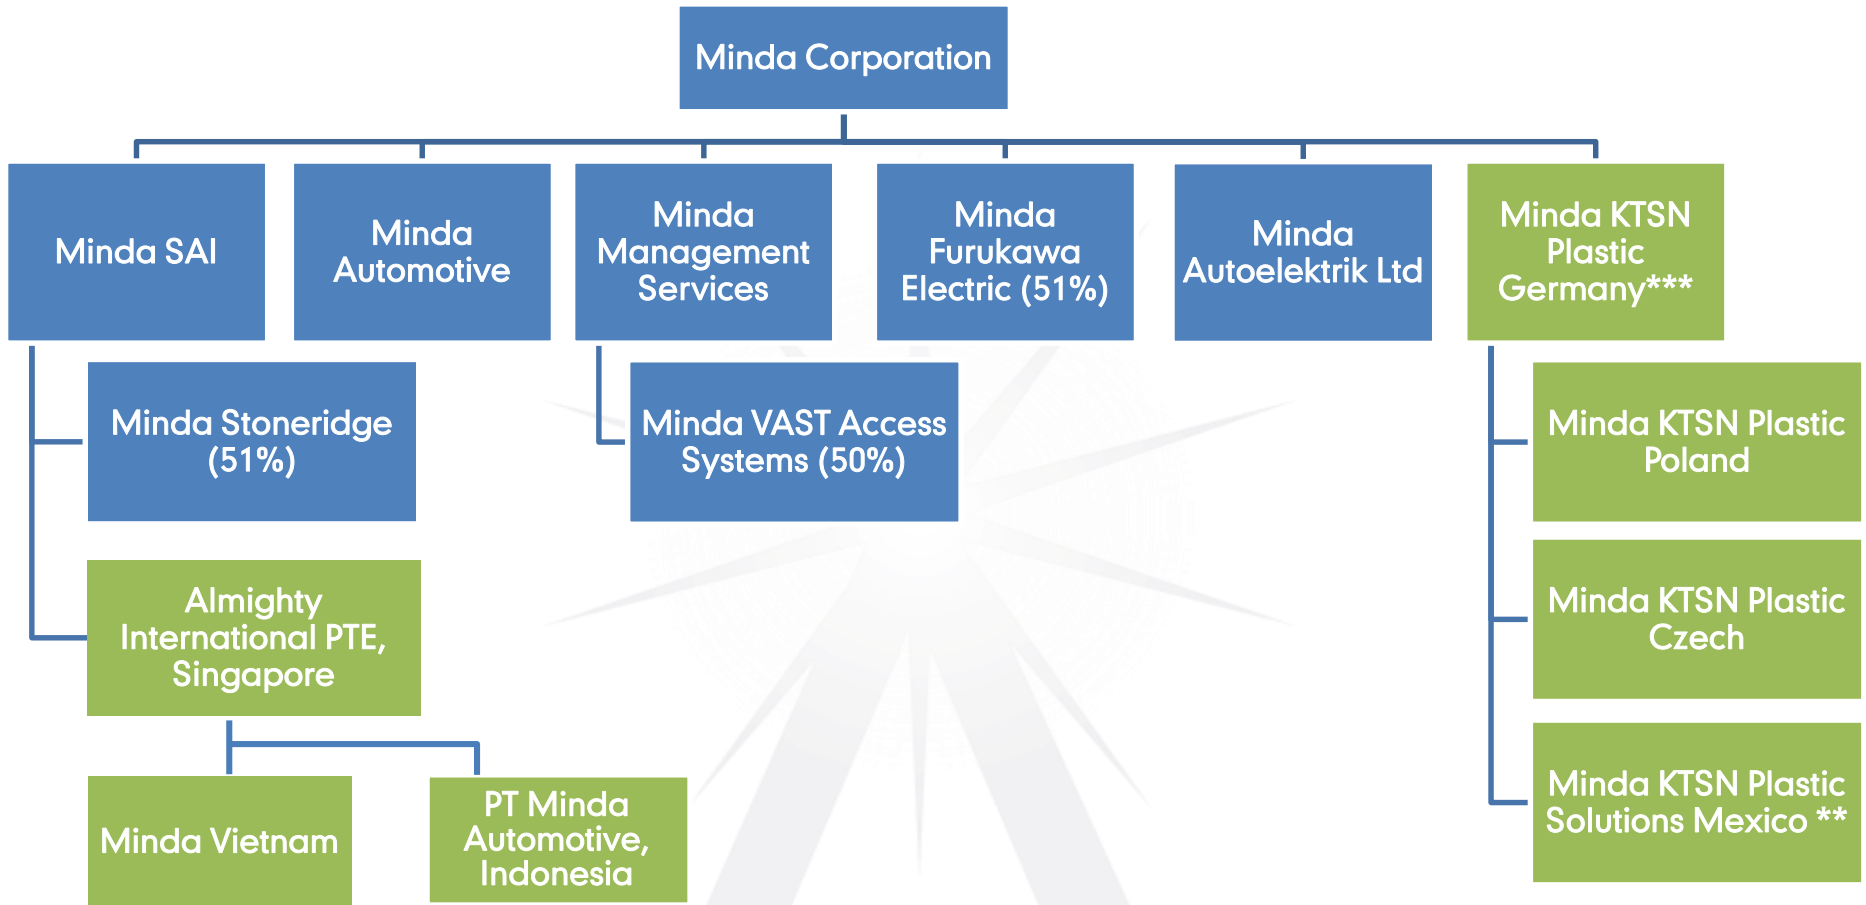 Minda Corporation
Minda SAI
Minda
Automotive
Minda
Management
Services
Minda
Furukawa
Electric (51%)
Minda
Autoelektrik Ltd
Minda KTSN
Plastic
Germany***
Minda Stoneridge
(51%)
Minda VAST Access
Systems (50%)
Minda KTSN Plastic
Poland
Almighty
International PTE,
Singapore
Minda KTSN Plastic
Czech
Minda Vietnam
PT Minda
Automotive,
Indonesia
Minda KTSN Plastic
Solutions Mexico **